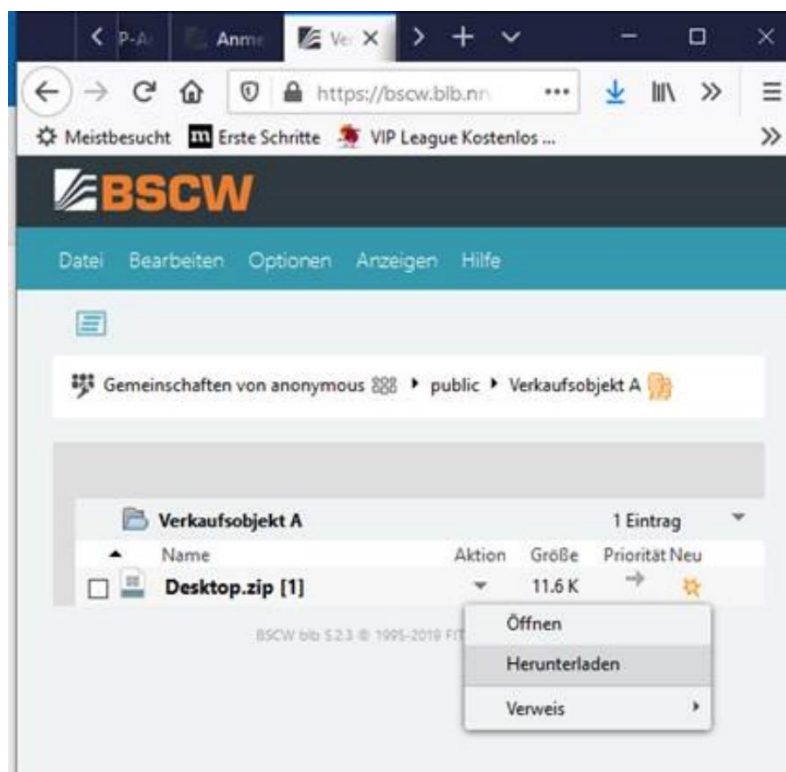 P-A
Anme
Ve
https://bscw.blb.nr
Meistbesucht Erste Schritte VIP League Kostenlos ...
BSCW
Datei Bearbeiten Optionen Anzeigen Hilfe
Gemeinschaften von anonymous public Verkaufsobjekt A
Verkaufsobjekt A 1 Eintrag
Name Aktion Größe Priorität Neu
Desktop.zip [1] 11.6 K
Öffnen
BSCW blb 5.2.3 © 1995-2019 FIT
Herunterladen
Verweis